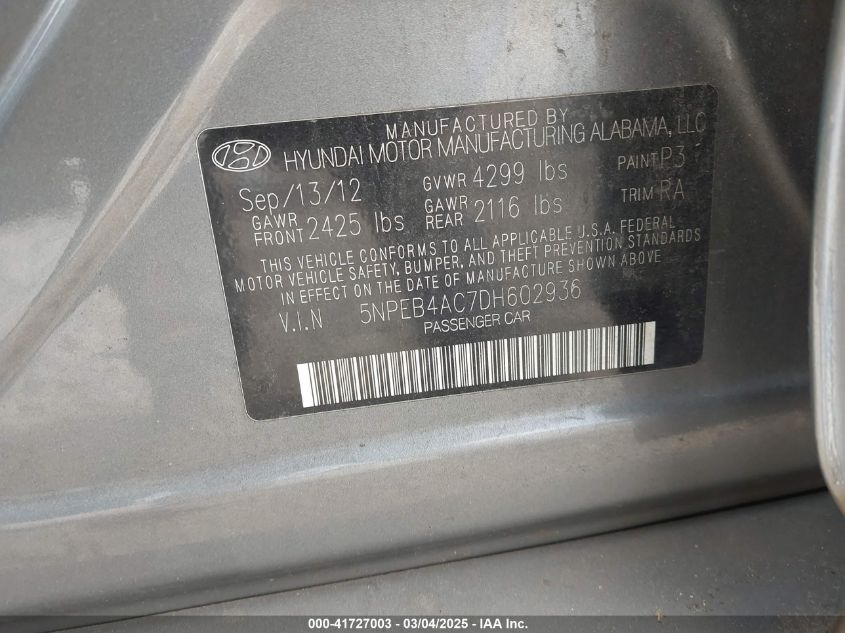 MANUFACTURED BY
HYUNDAI MOTOR MANUFACTURING ALABAMA, LLC
Sep/13/12 GVWR 4299 lbs PAINT P3
GAWR FRONT 2425 lbs GAWR REAR 2116 lbs TRIM RA
THIS VEHICLE CONFORMS TO ALL APPLICABLE U.S.A. FEDERAL
MOTOR VEHICLE SAFETY, BUMPER, AND THEFT PREVENTION STANDARDS
IN EFFECT ON THE DATE OF MANUFACTURE SHOWN ABOVE
V.I.N 5NPEB4AC7DH602936
PASSENGER CAR
000-41727003 - 03/04/2025 - IAA Inc.